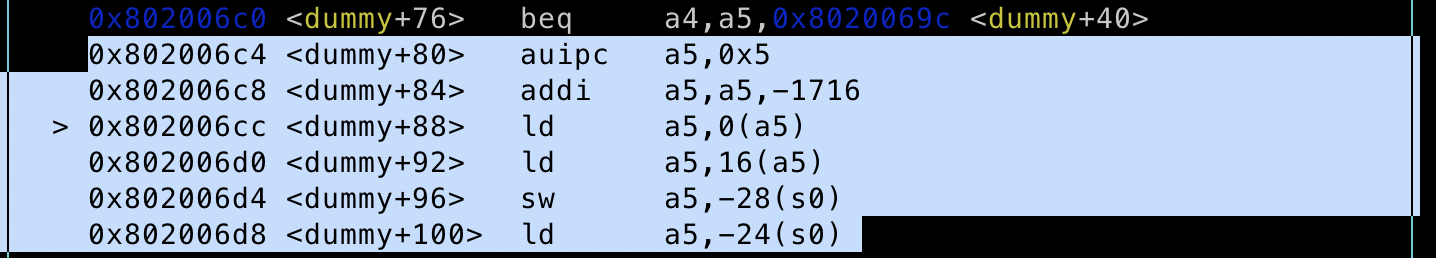 0x802006c0 <dummy+76> beq a4,a5,0x8020069c <dummy+40>
0x802006c4 <dummy+80> auipc a5,0x5
0x802006c8 <dummy+84> addi a5,a5,-1716
> 0x802006cc <dummy+88> ld a5,0(a5)
0x802006d0 <dummy+92> ld a5,16(a5)
0x802006d4 <dummy+96> sw a5,-28(s0)
0x802006d8 <dummy+100> ld a5,-24(s0)